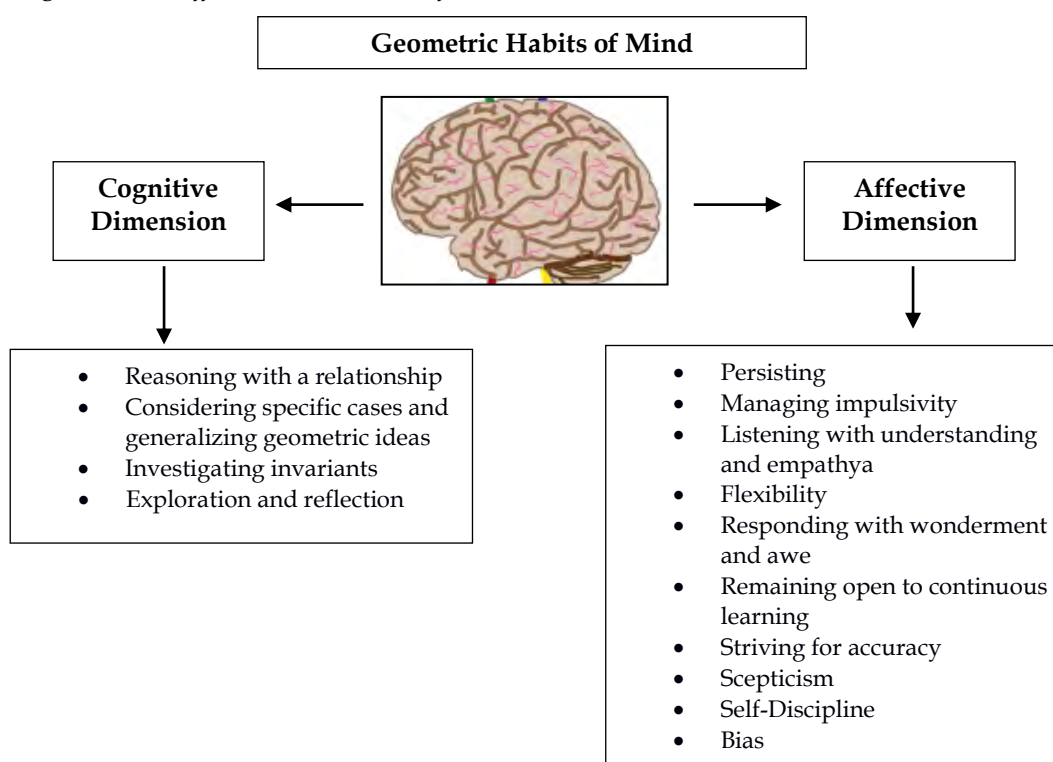 Geometric Habits of Mind
Cognitive
Dimension
Affective
Dimension
• Reasoning with a relationship
• Considering specific cases and
generalizing geometric ideas
• Investigating invariants
• Exploration and reflection
• Persisting
• Managing impulsivity
• Listening with understanding
and empathya
• Flexibility
• Responding with wonderment
and awe
• Remaining open to continuous
learning
• Striving for accuracy
• Scepticism
• Self-Discipline
• Bias